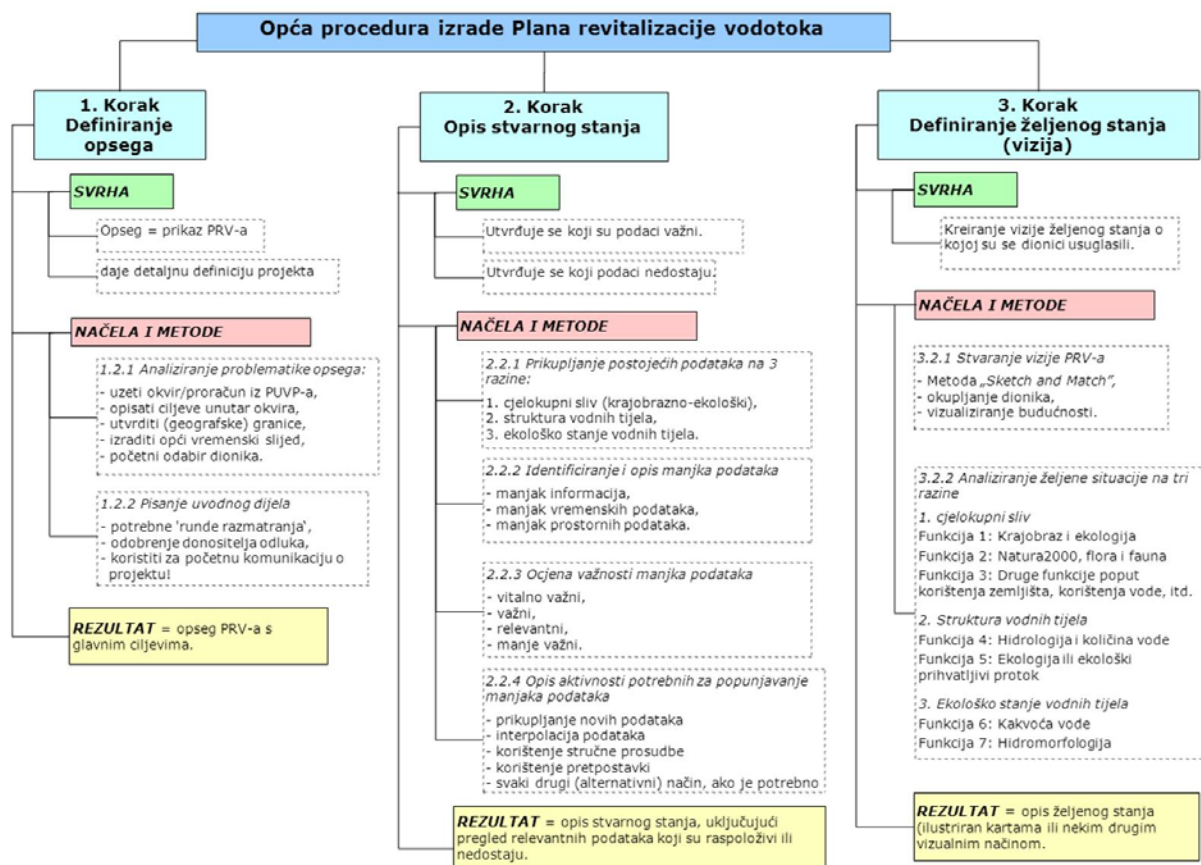 Opća procedura izrade Plana revitalizacije vodotoka
1. Korak
Definiranje
opsega
SVRHA
Opseg = prikaz PRV-a
daje detaljnu definiciju projekta
NAČELA I METODE
1.2.1 Analiziranje problematike opsega:
- uzeti okvir/proračun iz PUVP-a,
- opisati ciljeve unutar okvira,
- utvrditi (geografske) granice,
- izraditi opći vremenski slijed,
- početni odabir dionika.
1.2.2 Pisanje uvodnog dijela
- potrebne 'runde razmatranja',
- odobrenje donositelja odluka,
- koristiti za početnu komunikaciju o
projektu!
REZULTAT = opseg PRV-a s
glavnim ciljevima.
2. Korak
Opis stvarnog stanja
SVRHA
Utvrđuje se koji su podaci važni.
Utvrđuje se koji podaci nedostaju.
NAČELA I METODE
2.2.1 Prikupljanje postojećih podataka na 3
razine:
1. cjelokupni sliv (krajobrazno-ekološki),
2. struktura vodnih tijela,
3. ekološko stanje vodnih tijela.
2.2.2 Identificiranje i opis manjka podataka
- manjak informacija,
- manjak vremenskih podataka,
- manjak prostornih podataka.
2.2.3 Ocjena važnosti manjka podataka
- vitalno važni,
- važni,
- relevantni,
- manje važni.
2.2.4 Opis aktivnosti potrebnih za popunjavanje
manjaka podataka
- prikupljanje novih podataka
- interpolacija podataka
- korištenje stručne prosudbe
- korištenje pretpostavki
- svaki drugi (alternativni) način, ako je potrebno
REZULTAT = opis stvarnog stanja, uključujući
pregled relevantnih podataka koji su raspoloživi ili
nedostaju.
3. Korak
Definiranje željenog stanja
(vizija)
SVRHA
Kreiranje vizije željenog stanja o
kojoj su se dionici usuglasili.
NAČELA I METODE
3.2.1 Stvaranje vizije PRV-a
- Metoda „Sketch and Match”,
- okupljanje dionika,
- vizualiziranje budućnosti.
3.2.2 Analiziranje željene situacije na tri
razine
1. cjelokupni sliv
Funkcija 1: Krajobraz i ekologija
Funkcija 2: Natura2000, flora i fauna
Funkcija 3: Druge funkcije poput
korištenja zemljišta, korištenja vode, itd.
2. Struktura vodnih tijela
Funkcija 4: Hidrologija i količina vode
Funkcija 5: Ekologija ili ekološki
prihvatljivi protok
3. Ekološko stanje vodnih tijela
Funkcija 6: Kakvoća vode
Funkcija 7: Hidromorfologija
REZULTAT = opis željenog stanja
(ilustriran kartama ili nekim drugim
vizualnim načinom.